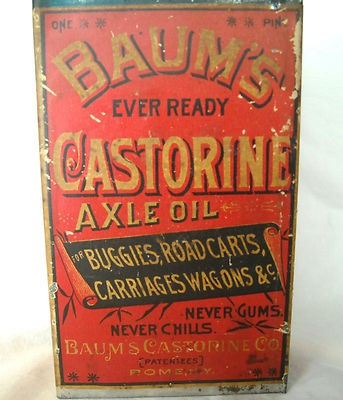 ONE PIN
BAUM'S
EVER READY
CASTORINE
AXLE OIL
FOR BUGGIES, ROAD CARTS,
CARRIAGES WAGONS &C.
NEVER GUMS.
NEVER CHILLS.
BAUM'S CASTORINE CO
[PATENTEES]
ROME, N.Y.